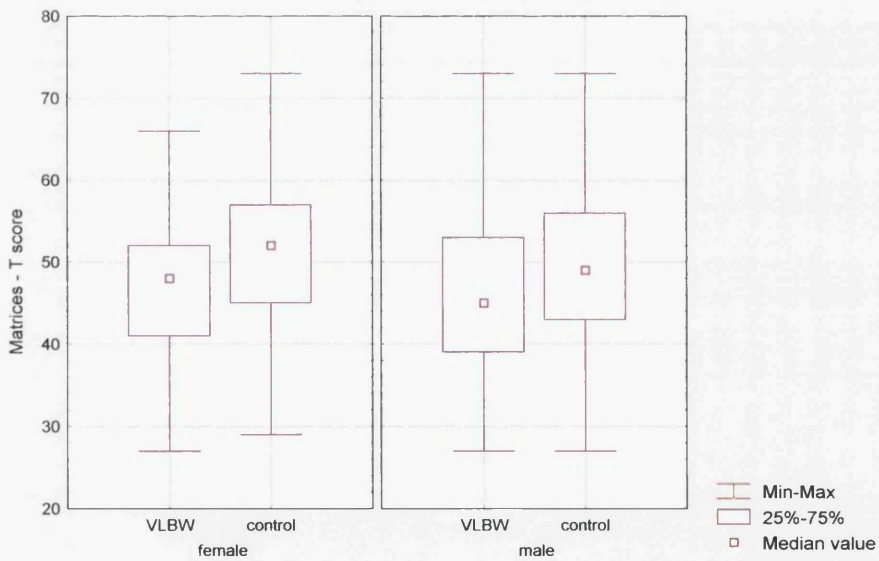 80
70
60
50
40
30
20
Matrices - T score
VLBW
control
female
VLBW
control
male
Min-Max
25%-75%
Median value